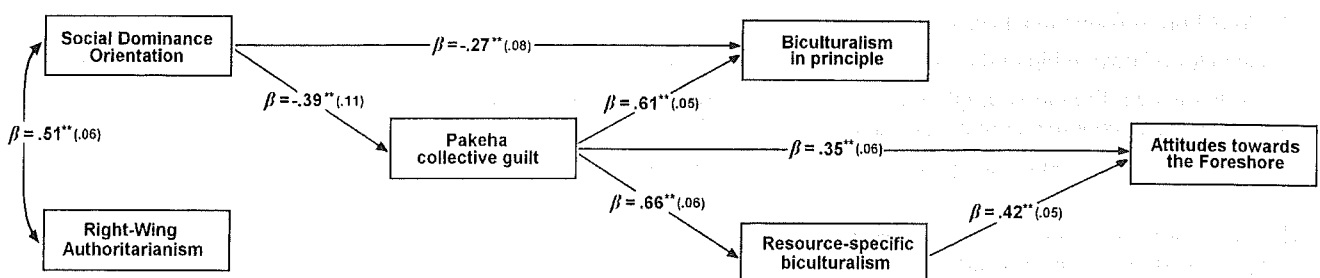 Social Dominance
Orientation
β = -.27** (.08)
Biculturalism
in principle
β = -.39** (.11)
β = .61** (.05)
β = .51** (.06)
Pakeha
collective guilt
β = .35** (.06)
Attitudes towards
the Foreshore
β = .66** (.06)
β = .42** (.05)
Right-Wing
Authoritarianism
Resource-specific
biculturalism